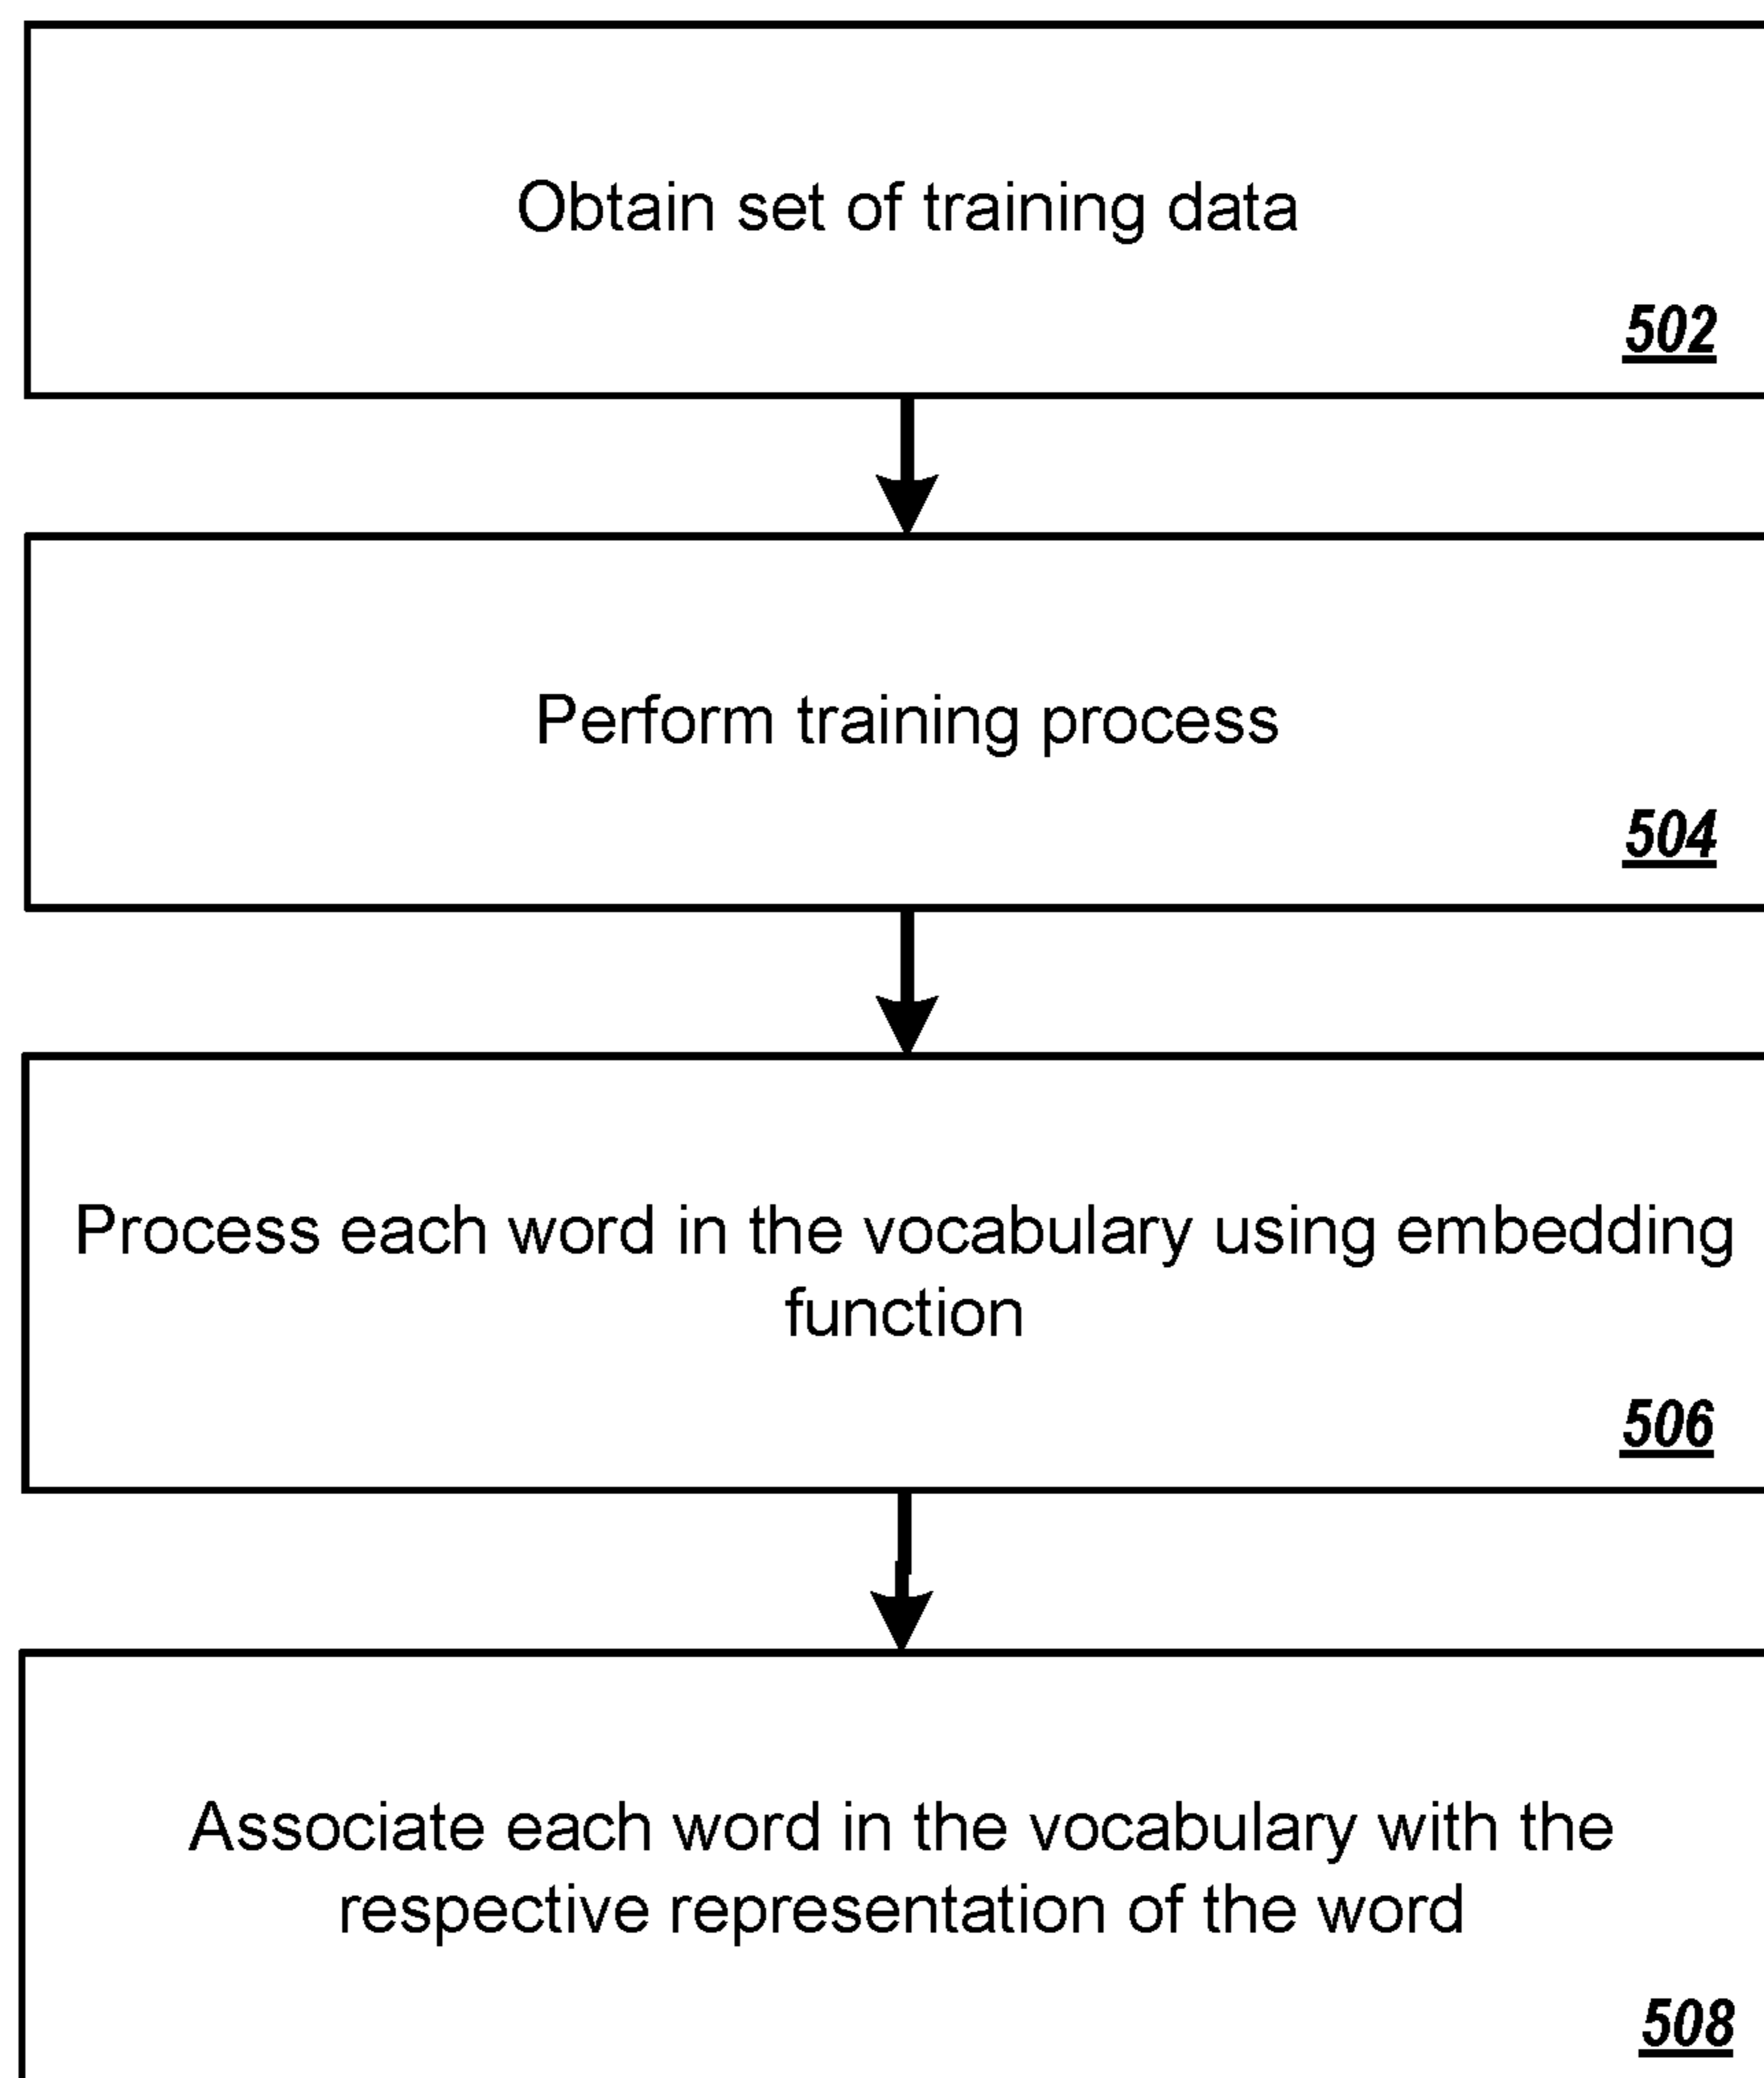 Obtain set of training data
502
Perform training process
504
Process each word in the vocabulary using embedding
function
506
Associate each word in the vocabulary with the
respective representation of the word
508